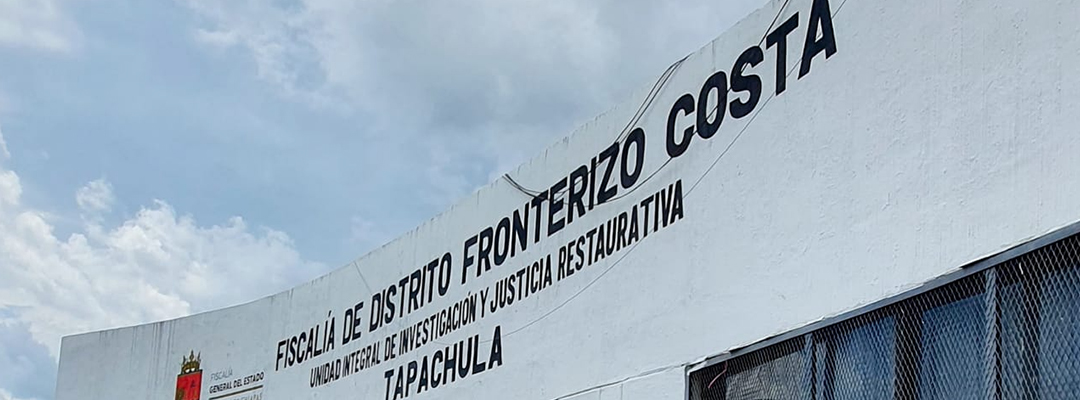 FISCALÍA DE DISTRITO FRONTERIZO COSTA
UNIDAD INTEGRAL DE INVESTIGACIÓN Y JUSTICIA RESTAURATIVA
TAPACHULA
FISCALÍA
GENERAL DEL ESTADO